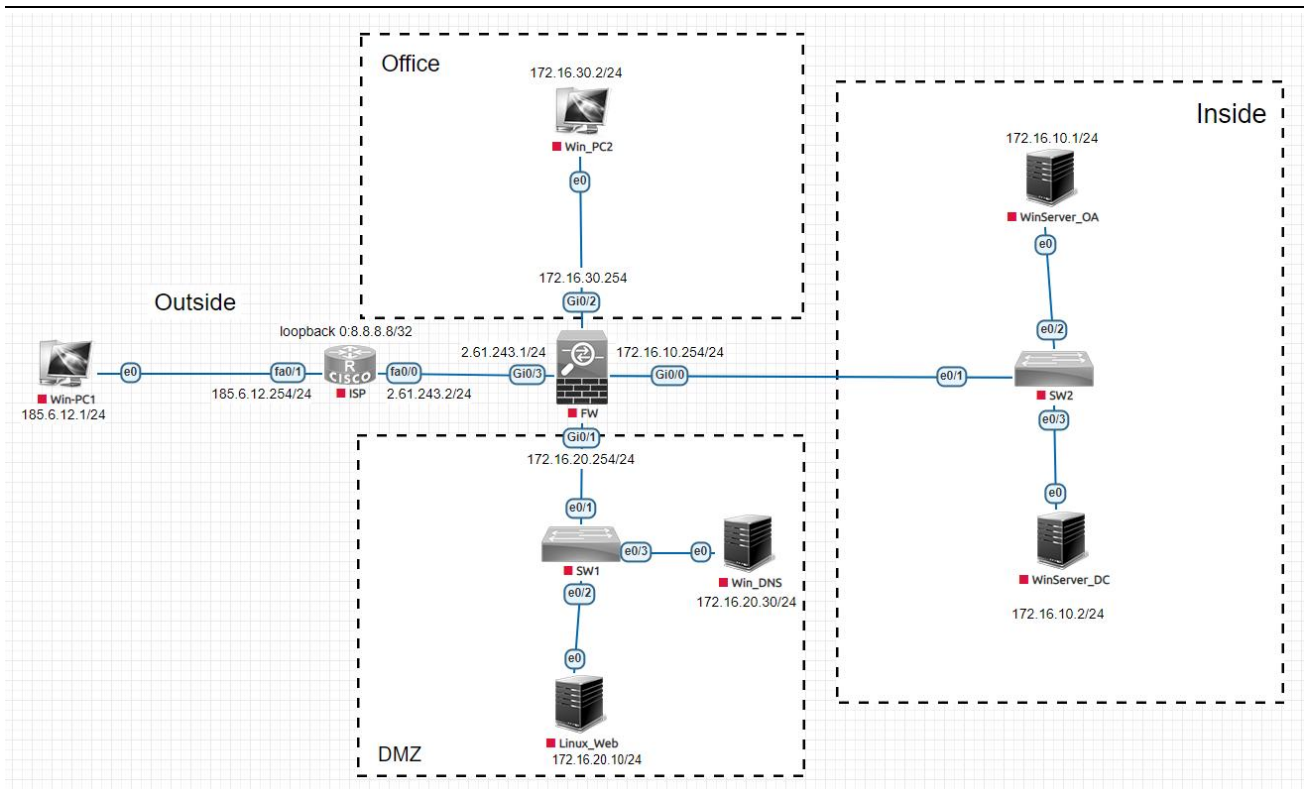 Office
172.16.30.2/24
Win_PC2
e0
172.16.30.254
Gi0/2
Inside
172.16.10.1/24
WinServer_OA
e0
e0/2
e0/1
SW2
e0/3
e0
WinServer_DC
172.16.10.2/24
Outside
loopback 0:8.8.8.8/32
e0
fa0/1
R
CISCO
fa0/0
2.61.243.1/24
Gi0/3
172.16.10.254/24
Gi0/0
Win-PC1
185.6.12.1/24
185.6.12.254/24
ISP
2.61.243.2/24
FW
Gi0/1
172.16.20.254/24
e0/1
SW1
e0/3
e0
Win_DNS
172.16.20.30/24
e0/2
e0
Linux_Web
172.16.20.10/24
DMZ